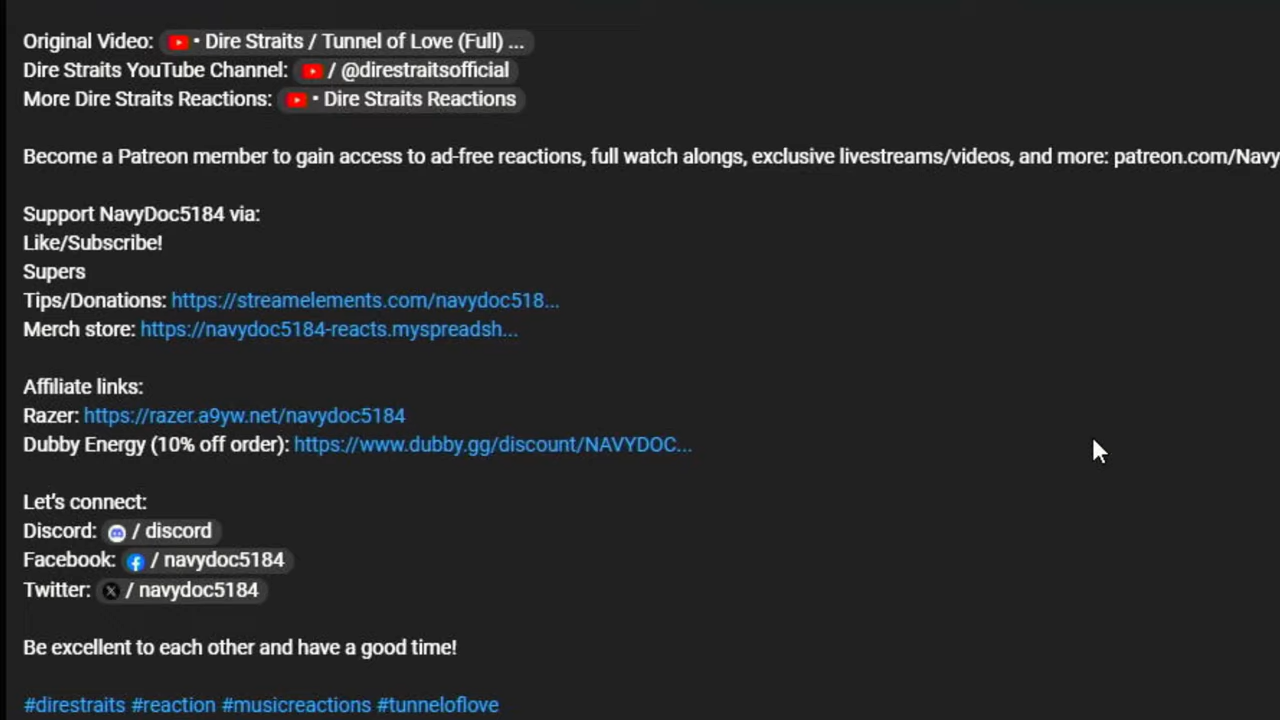 Original Video: • Dire Straits / Tunnel of Love (Full) ...
Dire Straits YouTube Channel: / @direstraitsofficial
More Dire Straits Reactions: • Dire Straits Reactions
Become a Patreon member to gain access to ad-free reactions, full watch alongs, exclusive livestreams/videos, and more: patreon.com/Navy
Support NavyDoc5184 via:
Like/Subscribe!
Supers
Tips/Donations: https://streamelements.com/navydoc518...
Merch store: https://navydoc5184-reacts.myspreadsh...
Affiliate links:
Razer: https://razer.a9yw.net/navydoc5184
Dubby Energy (10% off order): https://www.dubby.gg/discount/NAVYDOC...
Let's connect:
Discord: / discord
Facebook: / navydoc5184
Twitter: / navydoc5184
Be excellent to each other and have a good time!
#direstraits #reaction #musicreactions #tunneloflove